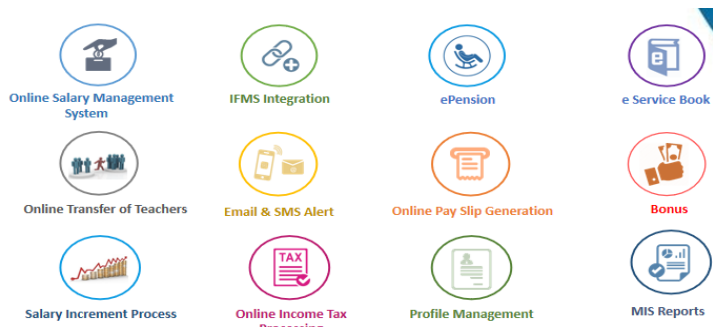 Online Salary Management
System
IFMS Integration
ePension
e
e Service Book
Online Transfer of Teachers
Email & SMS Alert
Online Pay Slip Generation
Bonus
TAX
Salary Increment Process
Online Income Tax
Processing
Profile Management
MIS Reports